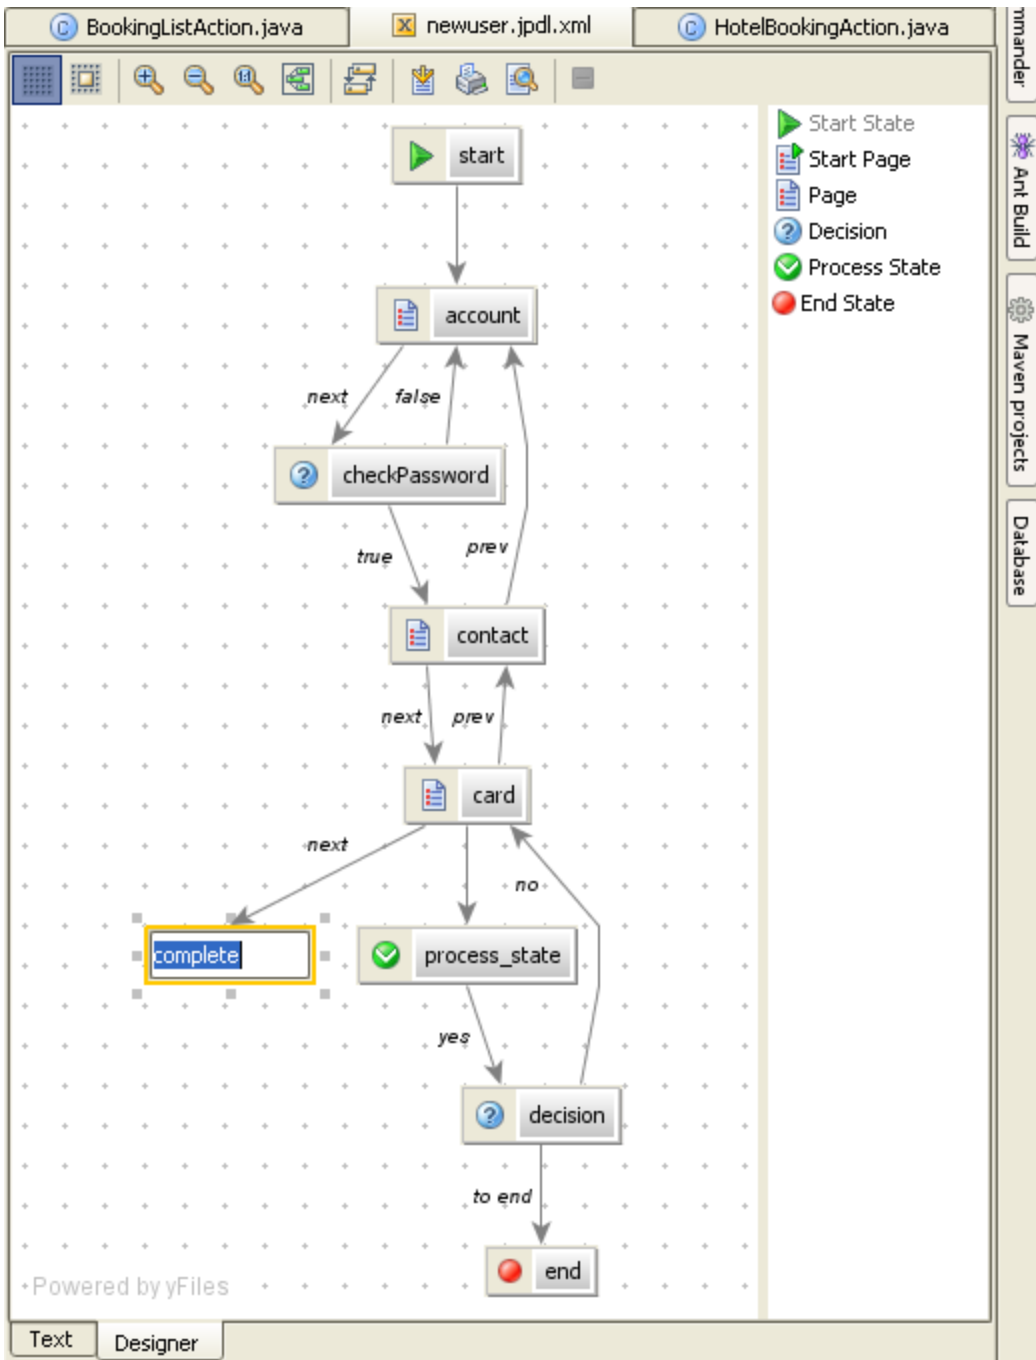 BookingListAction.java
newuser.jpdl.xml
HotelBookingAction.java
Start State
Start Page
Page
Decision
Process State
End State
start
account
next
false
checkPassword
true
prev
contact
next
prev
card
next
no
complete
process_state
yes
decision
to end
end
Powered by yFiles
Text
Designer
mmander
Ant Build
Maven projects
Database